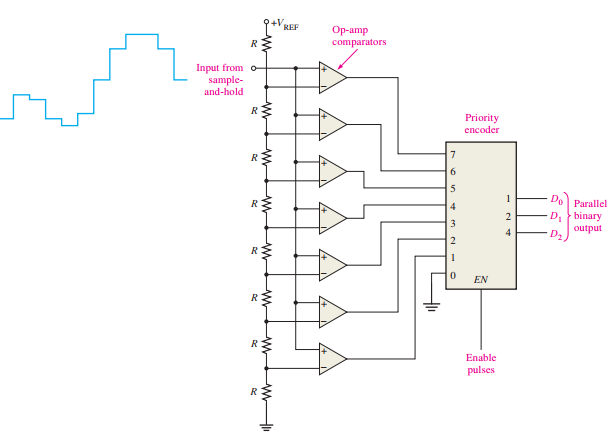 +VREF
Op-amp
comparators
R
Input from
sample-
and-hold
+
−
R
+
−
Priority
encoder
R
+
−
7
6
5
R
+
−
4
3
2
1
0
1
2
4
D0
D1
D2
Parallel
binary
output
R
+
−
EN
R
+
−
R
+
−
Enable
pulses
R